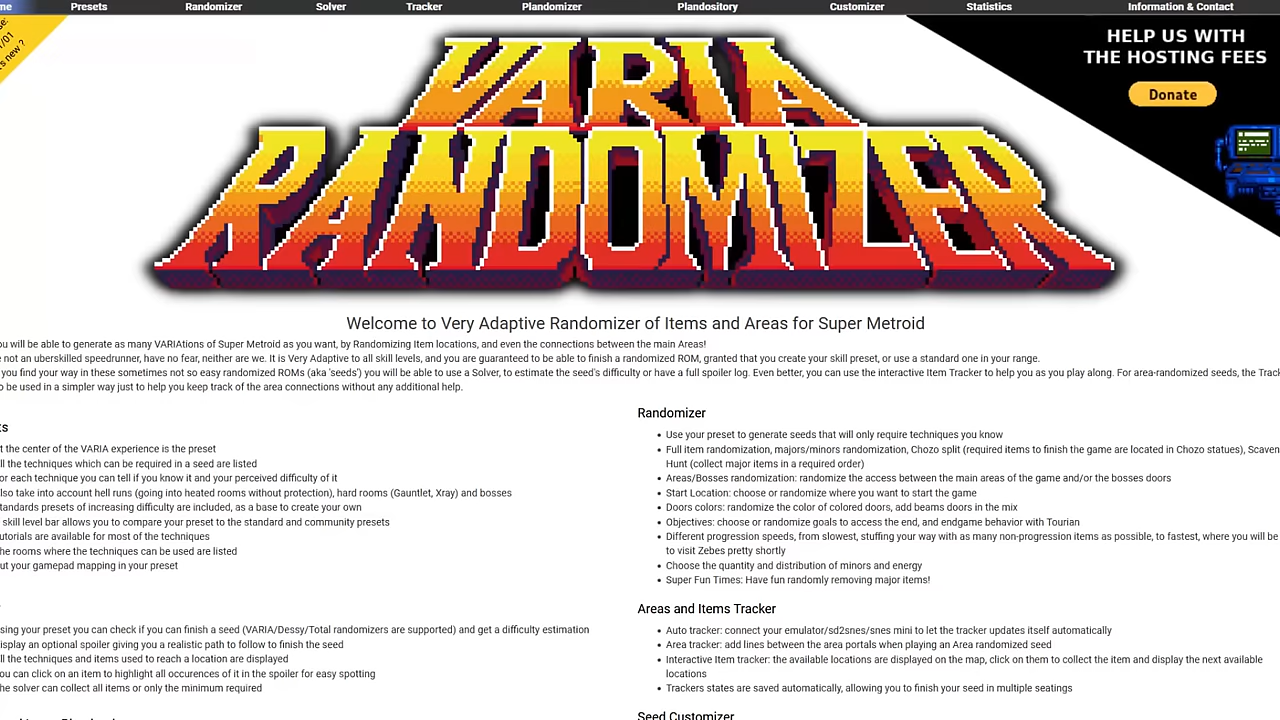 me Presets Randomizer Solver Tracker Plandomizer Plandository Customizer Statistics Information & Contact
se:
1/01
's new ?
HELP US WITH
THE HOSTING FEES
Donate
VARIA
RANDOMIZER
Welcome to Very Adaptive Randomizer of Items and Areas for Super Metroid
ou will be able to generate as many VARIAtions of Super Metroid as you want, by Randomizing Item locations, and even the connections between the main Areas!
e not an uberskilled speedrunner, have no fear, neither are we. It is Very Adaptive to all skill levels, and you are guaranteed to be able to finish a randomized ROM, granted that you create your skill preset, or use a standard one in your range.
you find your way in these sometimes not so easy randomized ROMs (aka 'seeds') you will be able to use a Solver, to estimate the seed's difficulty or have a full spoiler log. Even better, you can use the interactive Item Tracker to help you as you play along. For area-randomized seeds, the Track
o be used in a simpler way just to help you keep track of the area connections without any additional help.
ts
t the center of the VARIA experience is the preset
ll the techniques which can be required in a seed are listed
or each technique you can tell if you know it and your perceived difficulty of it
lso take into account hell runs (going into heated rooms without protection), hard rooms (Gauntlet, Xray) and bosses
tandards presets of increasing difficulty are included, as a base to create your own
skill level bar allows you to compare your preset to the standard and community presets
utorials are available for most of the techniques
he rooms where the techniques can be used are listed
ut your gamepad mapping in your preset
sing your preset you can check if you can finish a seed (VARIA/Dessy/Total randomizers are supported) and get a difficulty estimation
isplay an optional spoiler giving you a realistic path to follow to finish the seed
ll the techniques and items used to reach a location are displayed
ou can click on an item to highlight all occurences of it in the spoiler for easy spotting
he solver can collect all items or only the minimum required
Randomizer
• Use your preset to generate seeds that will only require techniques you know
• Full item randomization, majors/minors randomization, Chozo split (required items to finish the game are located in Chozo statues), Scaven
Hunt (collect major items in a required order)
• Areas/Bosses randomization: randomize the access between the main areas of the game and/or the bosses doors
• Start Location: choose or randomize where you want to start the game
• Doors colors: randomize the color of colored doors, add beams doors in the mix
• Objectives: choose or randomize goals to access the end, and endgame behavior with Tourian
• Different progression speeds, from slowest, stuffing your way with as many non-progression items as possible, to fastest, where you will be
to visit Zebes pretty shortly
• Choose the quantity and distribution of minors and energy
• Super Fun Times: Have fun randomly removing major items!
Areas and Items Tracker
• Auto tracker: connect your emulator/sd2snes/snes mini to let the tracker updates itself automatically
• Area tracker: add lines between the area portals when playing an Area randomized seed
• Interactive Item tracker: the available locations are displayed on the map, click on them to collect the item and display the next available
locations
• Trackers states are saved automatically, allowing you to finish your seed in multiple seatings
Seed Customizer